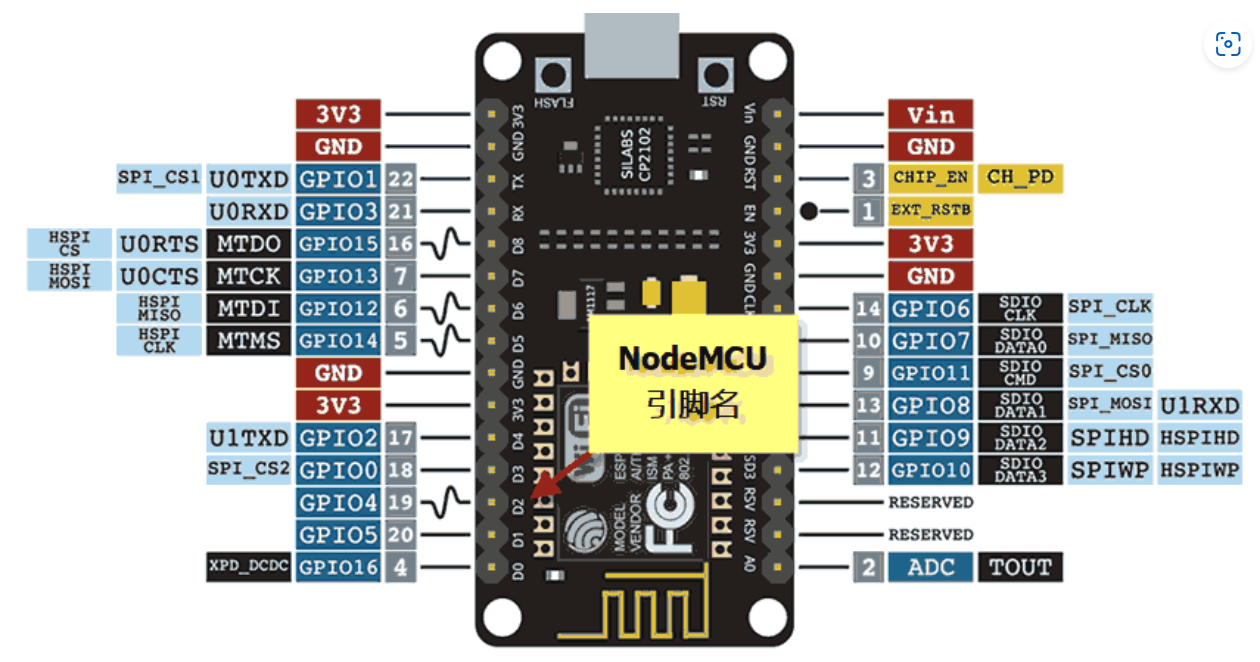 3V3
GND
SPI_CS1 U0TXD GPIO1 22
U0RXD GPIO3 21
HSPI CS U0RTS MTDO GPIO15 16
HSPI MOSI U0CTS MTCK GPIO13 7
HSPI MISO MTDI GPIO12 6
HSPI CLK MTMS GPIO14 5
GND
3V3
U1TXD GPIO2 17
SPI_CS2 GPIO0 18
GPIO4 19
GPIO5 20
XPD_DCDC GPIO16 4
FLASH
RST
3V3
GND
TX
RX
D8
D7
D6
D5
GND
3V3
D4
D3
D2
D1
D0
SILABS
CP2102
NodeMCU
引脚名
Wi Fi
MODEL
VENDOR
ISM
PA +
802.
FC
Vin
GND
RST
EN
3V3
GND
CLK
SD3
RSV
RSV
A0
Vin
GND
3 CHIP_EN CH_PD
1 EXT_RSTB
3V3
GND
14 GPIO6 SDIO CLK SPI_CLK
10 GPIO7 SDIO DATA0 SPI_MISO
9 GPIO11 SDIO CMD SPI_CS0
13 GPIO8 SDIO DATA1 SPI_MOSI U1RXD
11 GPIO9 SDIO DATA2 SPIHD HSPIHD
12 GPIO10 SDIO DATA3 SPIWP HSPIWP
RESERVED
RESERVED
2 ADC TOUT